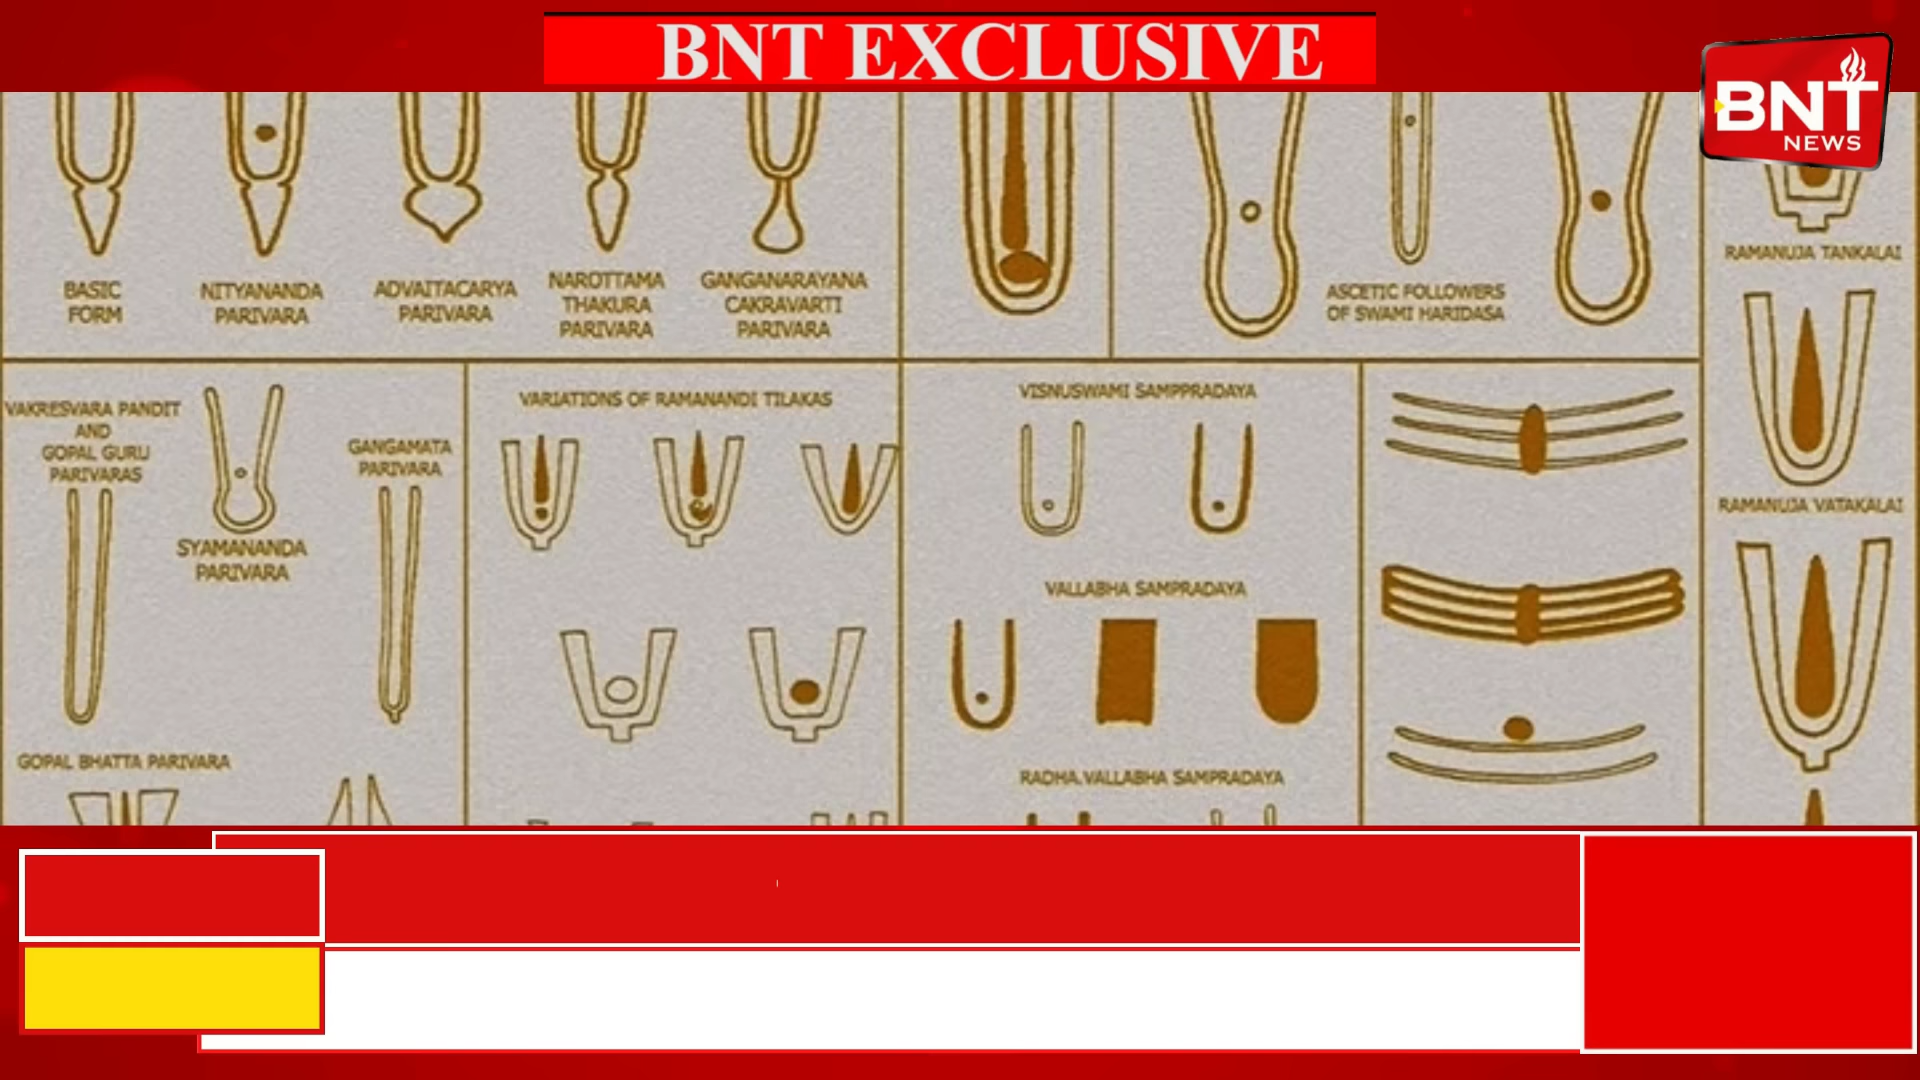 BNT EXCLUSIVE
BNT
NEWS
BASIC
FORM
NITYANANDA
PARIVARA
ADVAITACARYA
PARIVARA
NAROTTAMA
THAKURA
PARIVARA
GANGANARAYANA
CAKRAVARTI
PARIVARA
ASCETIC FOLLOWERS
OF SWAMI HARIDASA
RAMANUJA TANKALAI
VAKRESVARA PANDIT
AND
GOPAL GURU
PARIVARAS
SYAMANANDA
PARIVARA
GANGAMATA
PARIVARA
GOPAL BHATTA PARIVARA
VARIATIONS OF RAMANANDI TILAKAS
VISNUSWAMI SAMPPRADAYA
VALLABHA SAMPRADAYA
RADHA VALLABHA SAMPRADAYA
RAMANUJA VATAKALAI